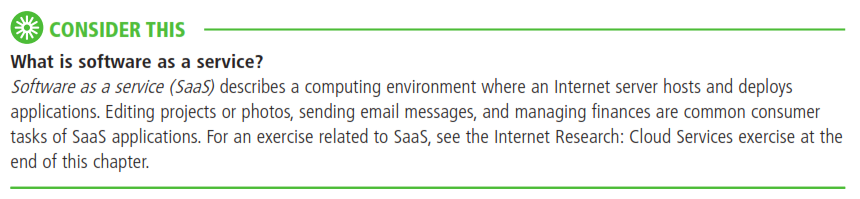 CONSIDER THIS
What is software as a service?
Software as a service (SaaS) describes a computing environment where an Internet server hosts and deploys
applications. Editing projects or photos, sending email messages, and managing finances are common consumer
tasks of SaaS applications. For an exercise related to SaaS, see the Internet Research: Cloud Services exercise at the
end of this chapter.